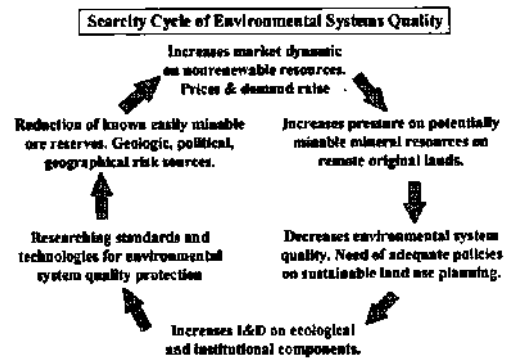 Scarcity Cycle of Environmental Systems Quality
Increases market dynamic
on nonrenewable resources.
Prices & demand raise
Increases pressure on potentially
minable mineral resources on
remote original lands.
Decreases environmental system
quality. Need of adequate policies
on sustainable land use planning.
Increases I&D on ecological
and institutional components.
Researching standards and
technologies for environmental
system quality protection
Reduction of known easily minable
ore reserves. Geologic, political,
geographical risk sources.